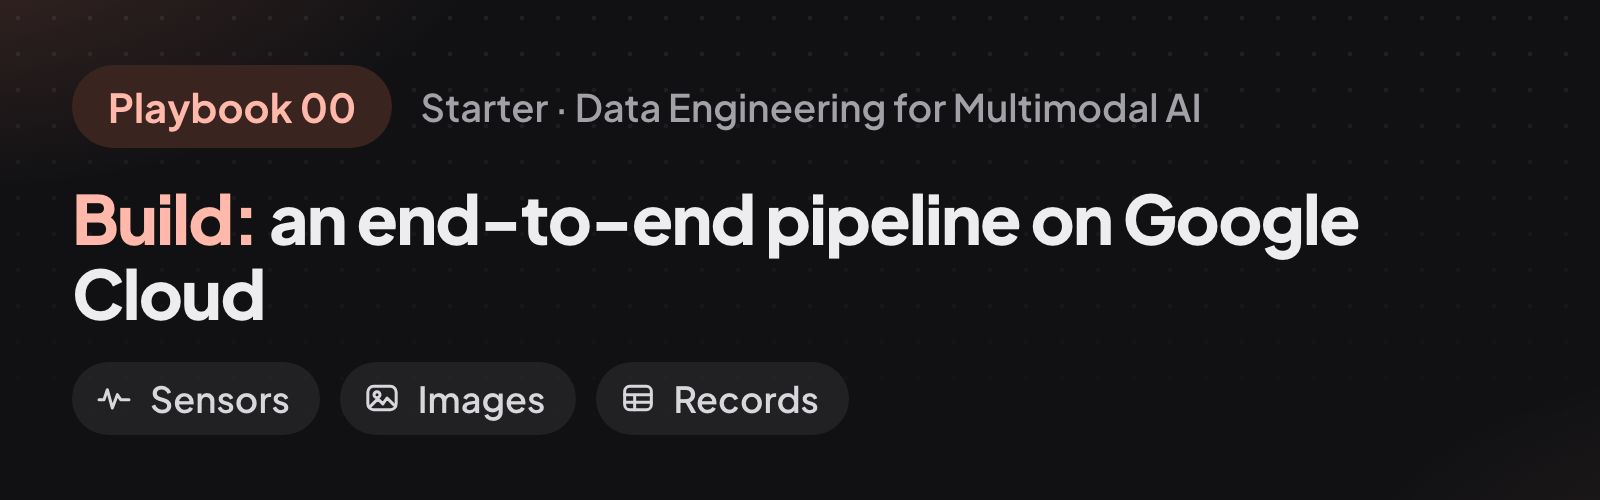 Playbook 00
Starter · Data Engineering for Multimodal AI
Build: an end-to-end pipeline on Google
Cloud
Sensors
Images
Records